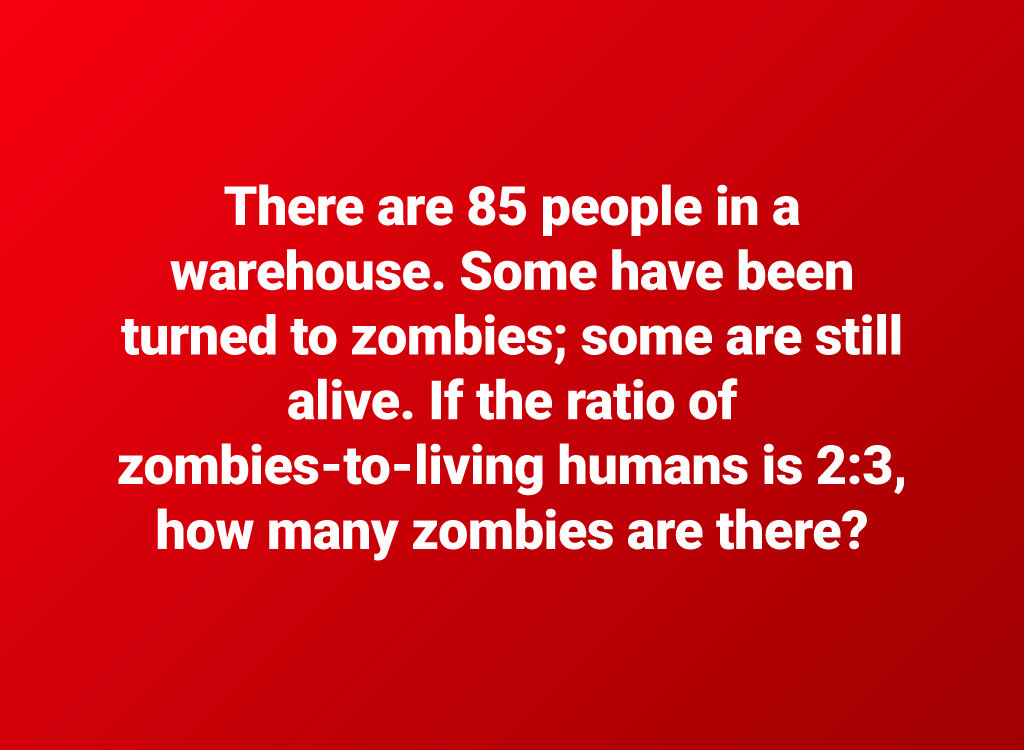 There are 85 people in a
warehouse. Some have been
turned to zombies; some are still
alive. If the ratio of
zombies-to-living humans is 2:3,
how many zombies are there?